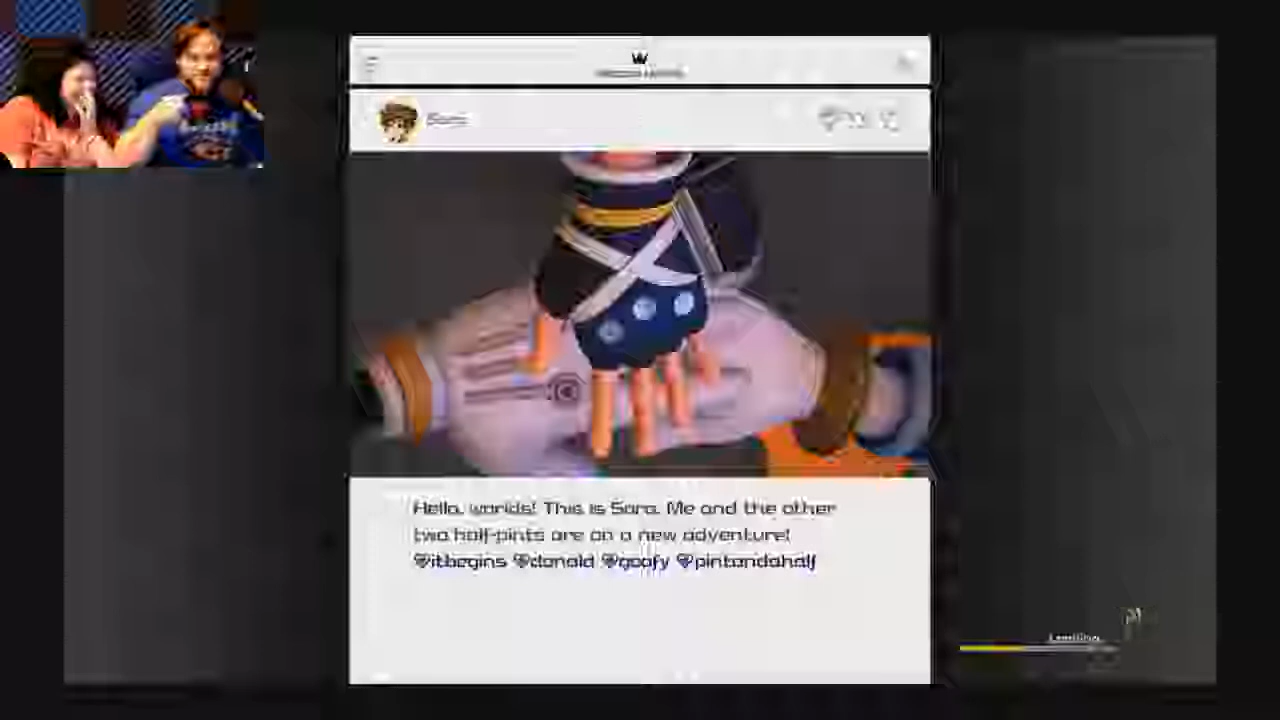 Sora
Hello, worlds! This is Sora. Me and the other
two half-pints are on a new adventure!
#itbegins #donald #goofy #pintandahalf
Loading...